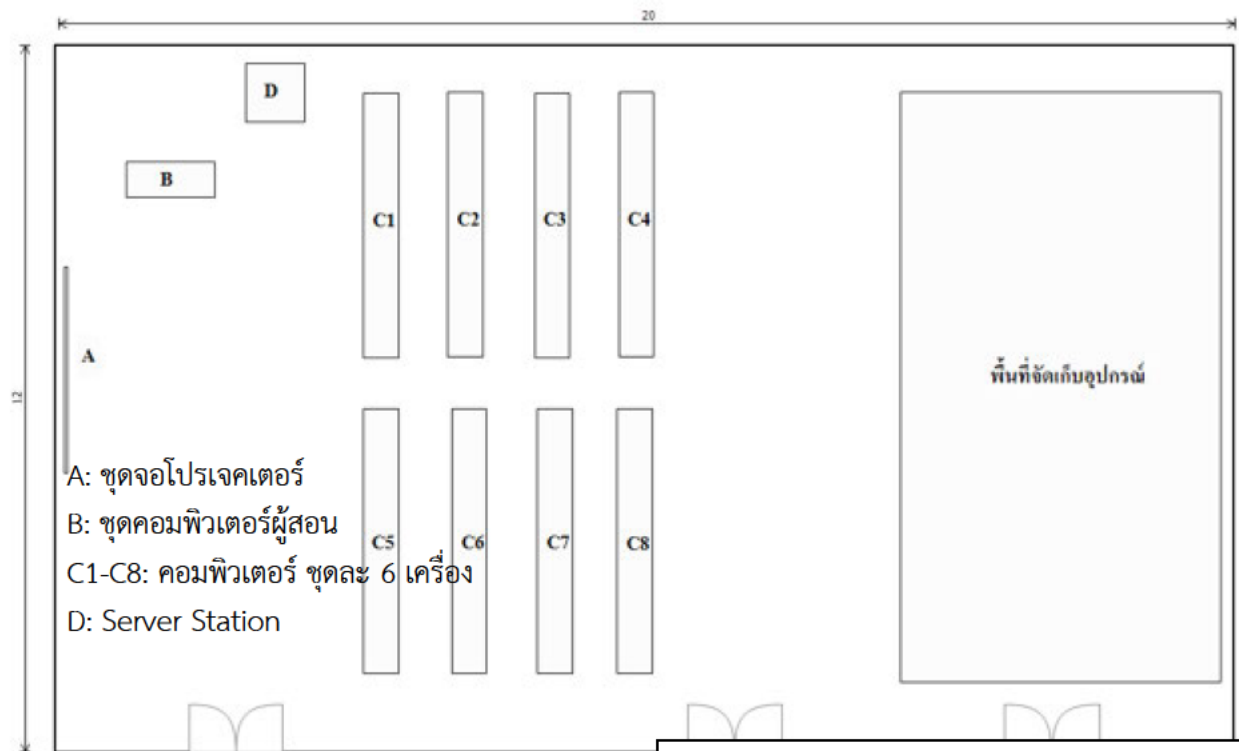 20
12
D
B
C1
C2
C3
C4
A
พื้นที่จัดเก็บอุปกรณ์
A: ชุดจอโปรเจคเตอร์
B: ชุดคอมพิวเตอร์ผู้สอน
C5
C6
C7
C8
C1-C8: คอมพิวเตอร์ ชุดละ 6 เครื่อง
D: Server Station